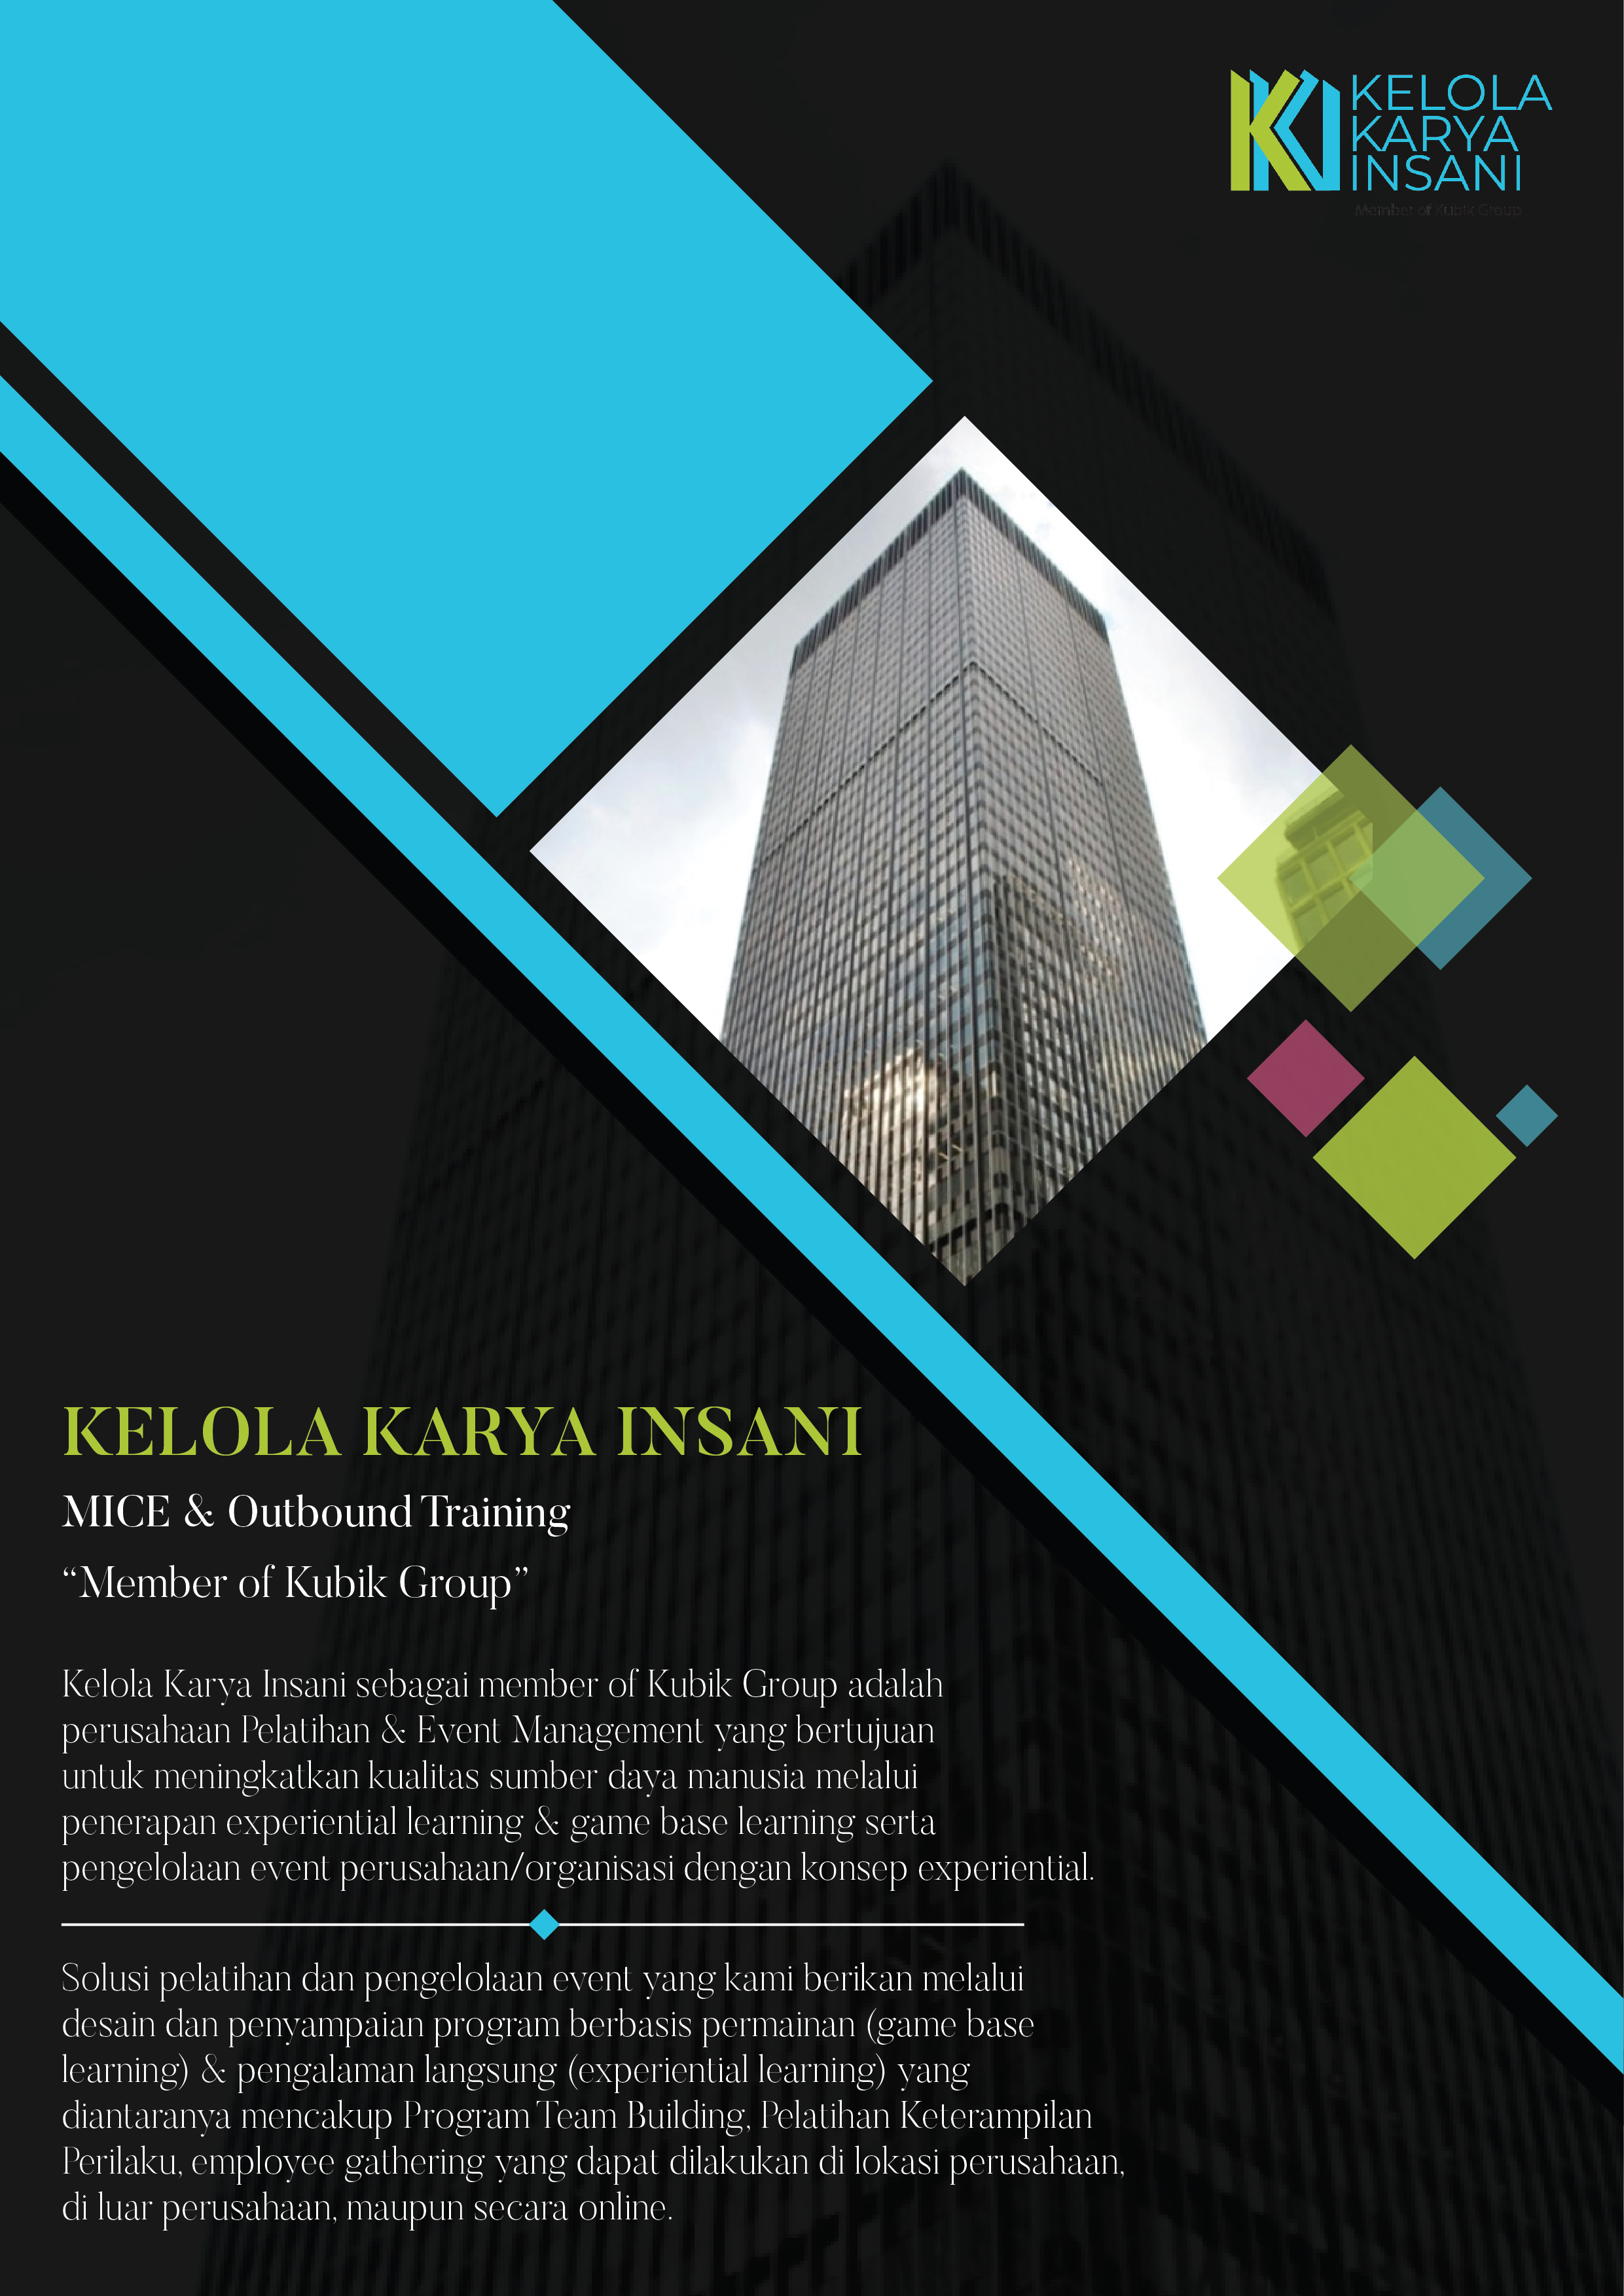 KELOLA
KARYA
INSANI
Member of Kubik Group
KELOLA KARYA INSANI
MICE & Outbound Training
“Member of Kubik Group”
Kelola Karya Insani sebagai member of Kubik Group adalah
perusahaan Pelatihan & Event Management yang bertujuan
untuk meningkatkan kualitas sumber daya manusia melalui
penerapan experiential learning & game base learning serta
pengelolaan event perusahaan/organisasi dengan konsep experiential.
Solusi pelatihan dan pengelolaan event yang kami berikan melalui
desain dan penyampaian program berbasis permainan (game base
learning) & pengalaman langsung (experiential learning) yang
diantaranya mencakup Program Team Building, Pelatihan Keterampilan
Perilaku, employee gathering yang dapat dilakukan di lokasi perusahaan,
di luar perusahaan, maupun secara online.